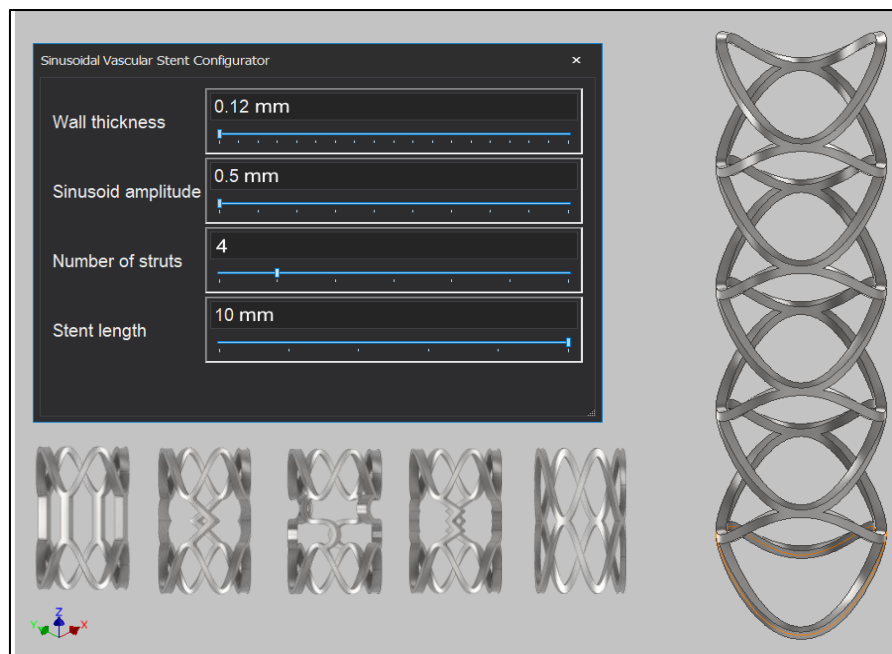 Sinusoidal Vascular Stent Configurator
×
Wall thickness
0.12 mm
Sinusoid amplitude
0.5 mm
Number of struts
4
Stent length
10 mm
Z
Y
X